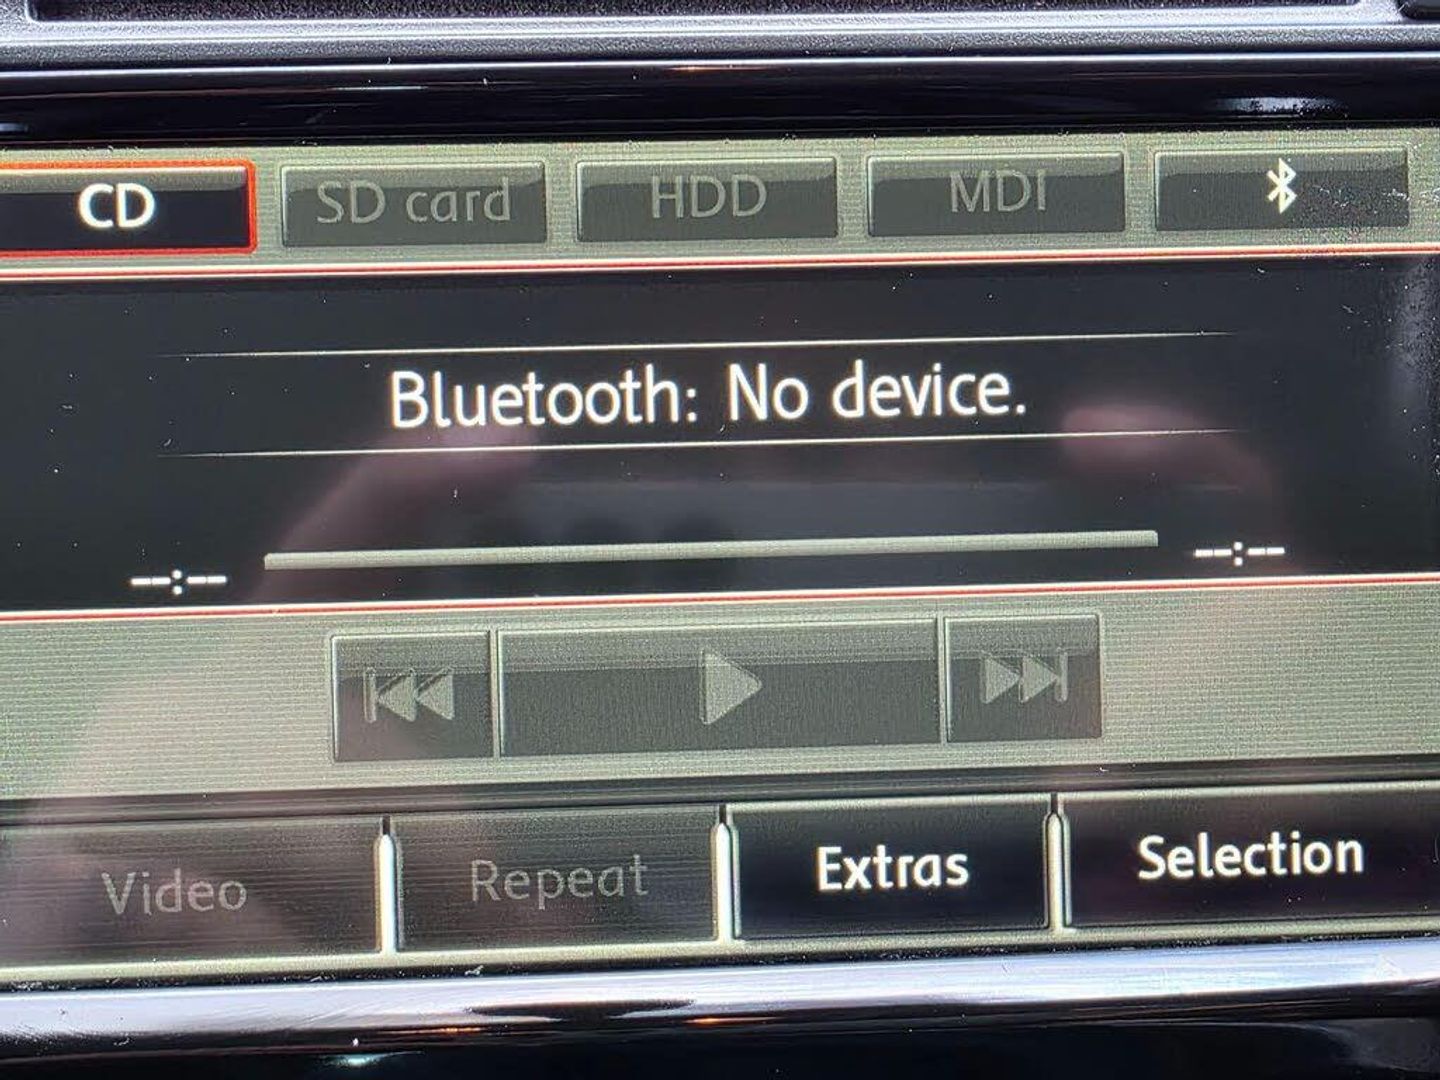 CD SD card HDD MDI
Bluetooth: No device.
--:-- --:--
Video Repeat Extras Selection